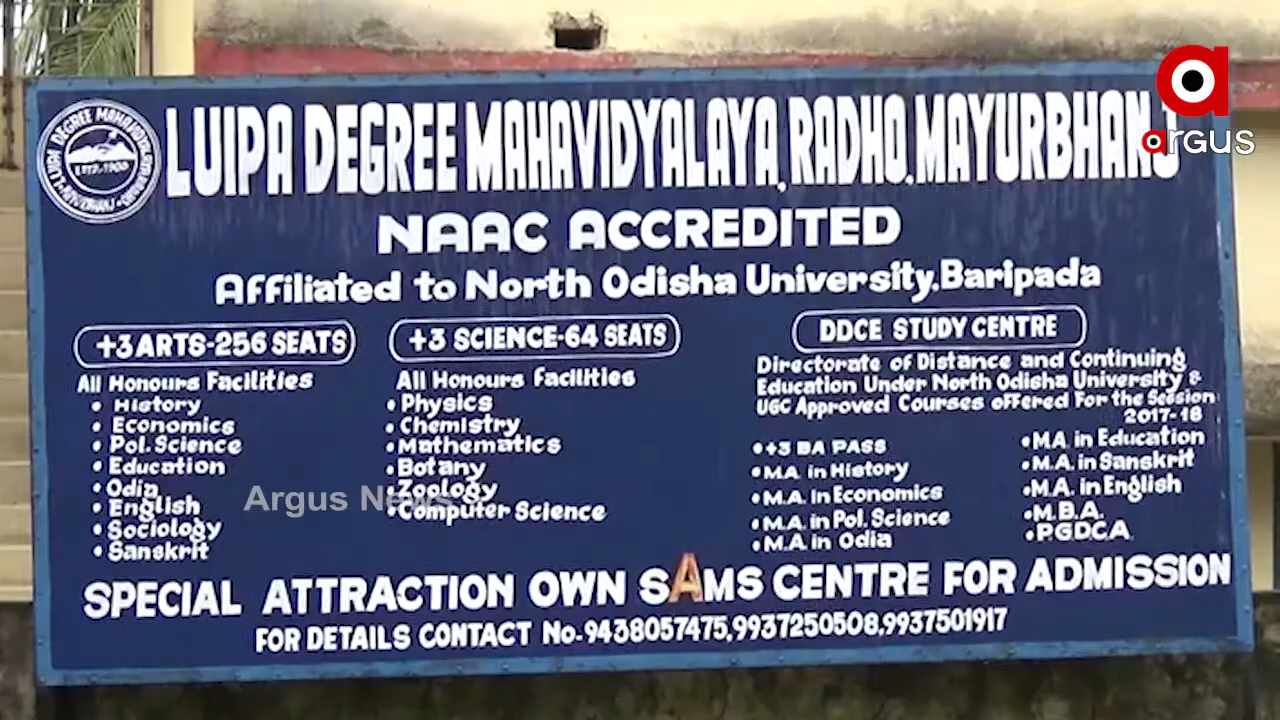 LUIPA DEGREE MAHAVIDYALAYA, RADHO, MAYURBHANJ
NAAC ACCREDITED
Affiliated to North Odisha University, Baripada
+3 ARTS-256 SEATS
All Honours Facilities
• History
• Economics
• Pol. Science
• Education
• Odia
• English
• Sociology
• Sanskrit
+3 SCIENCE-64 SEATS
All Honours Facilities
• Physics
• Chemistry
• Mathematics
• Botany
• Zoology
• Computer Science
DDCE STUDY CENTRE
Directorate of Distance and Continuing
Education Under North Odisha University &
UGC Approved Courses offered For the Session
2017-18
• +3 BA PASS
• M.A. in History
• M.A. in Economics
• M.A. in Pol. Science
• M.A. in Odia
• M.A. in Education
• M.A. in Sanskrit
• M.A. in English
• M.B.A.
• P.G.D.C.A.
SPECIAL ATTRACTION OWN SAMS CENTRE FOR ADMISSION
FOR DETAILS CONTACT No-9438057475,9937250508,9937501917
argus
Argus News